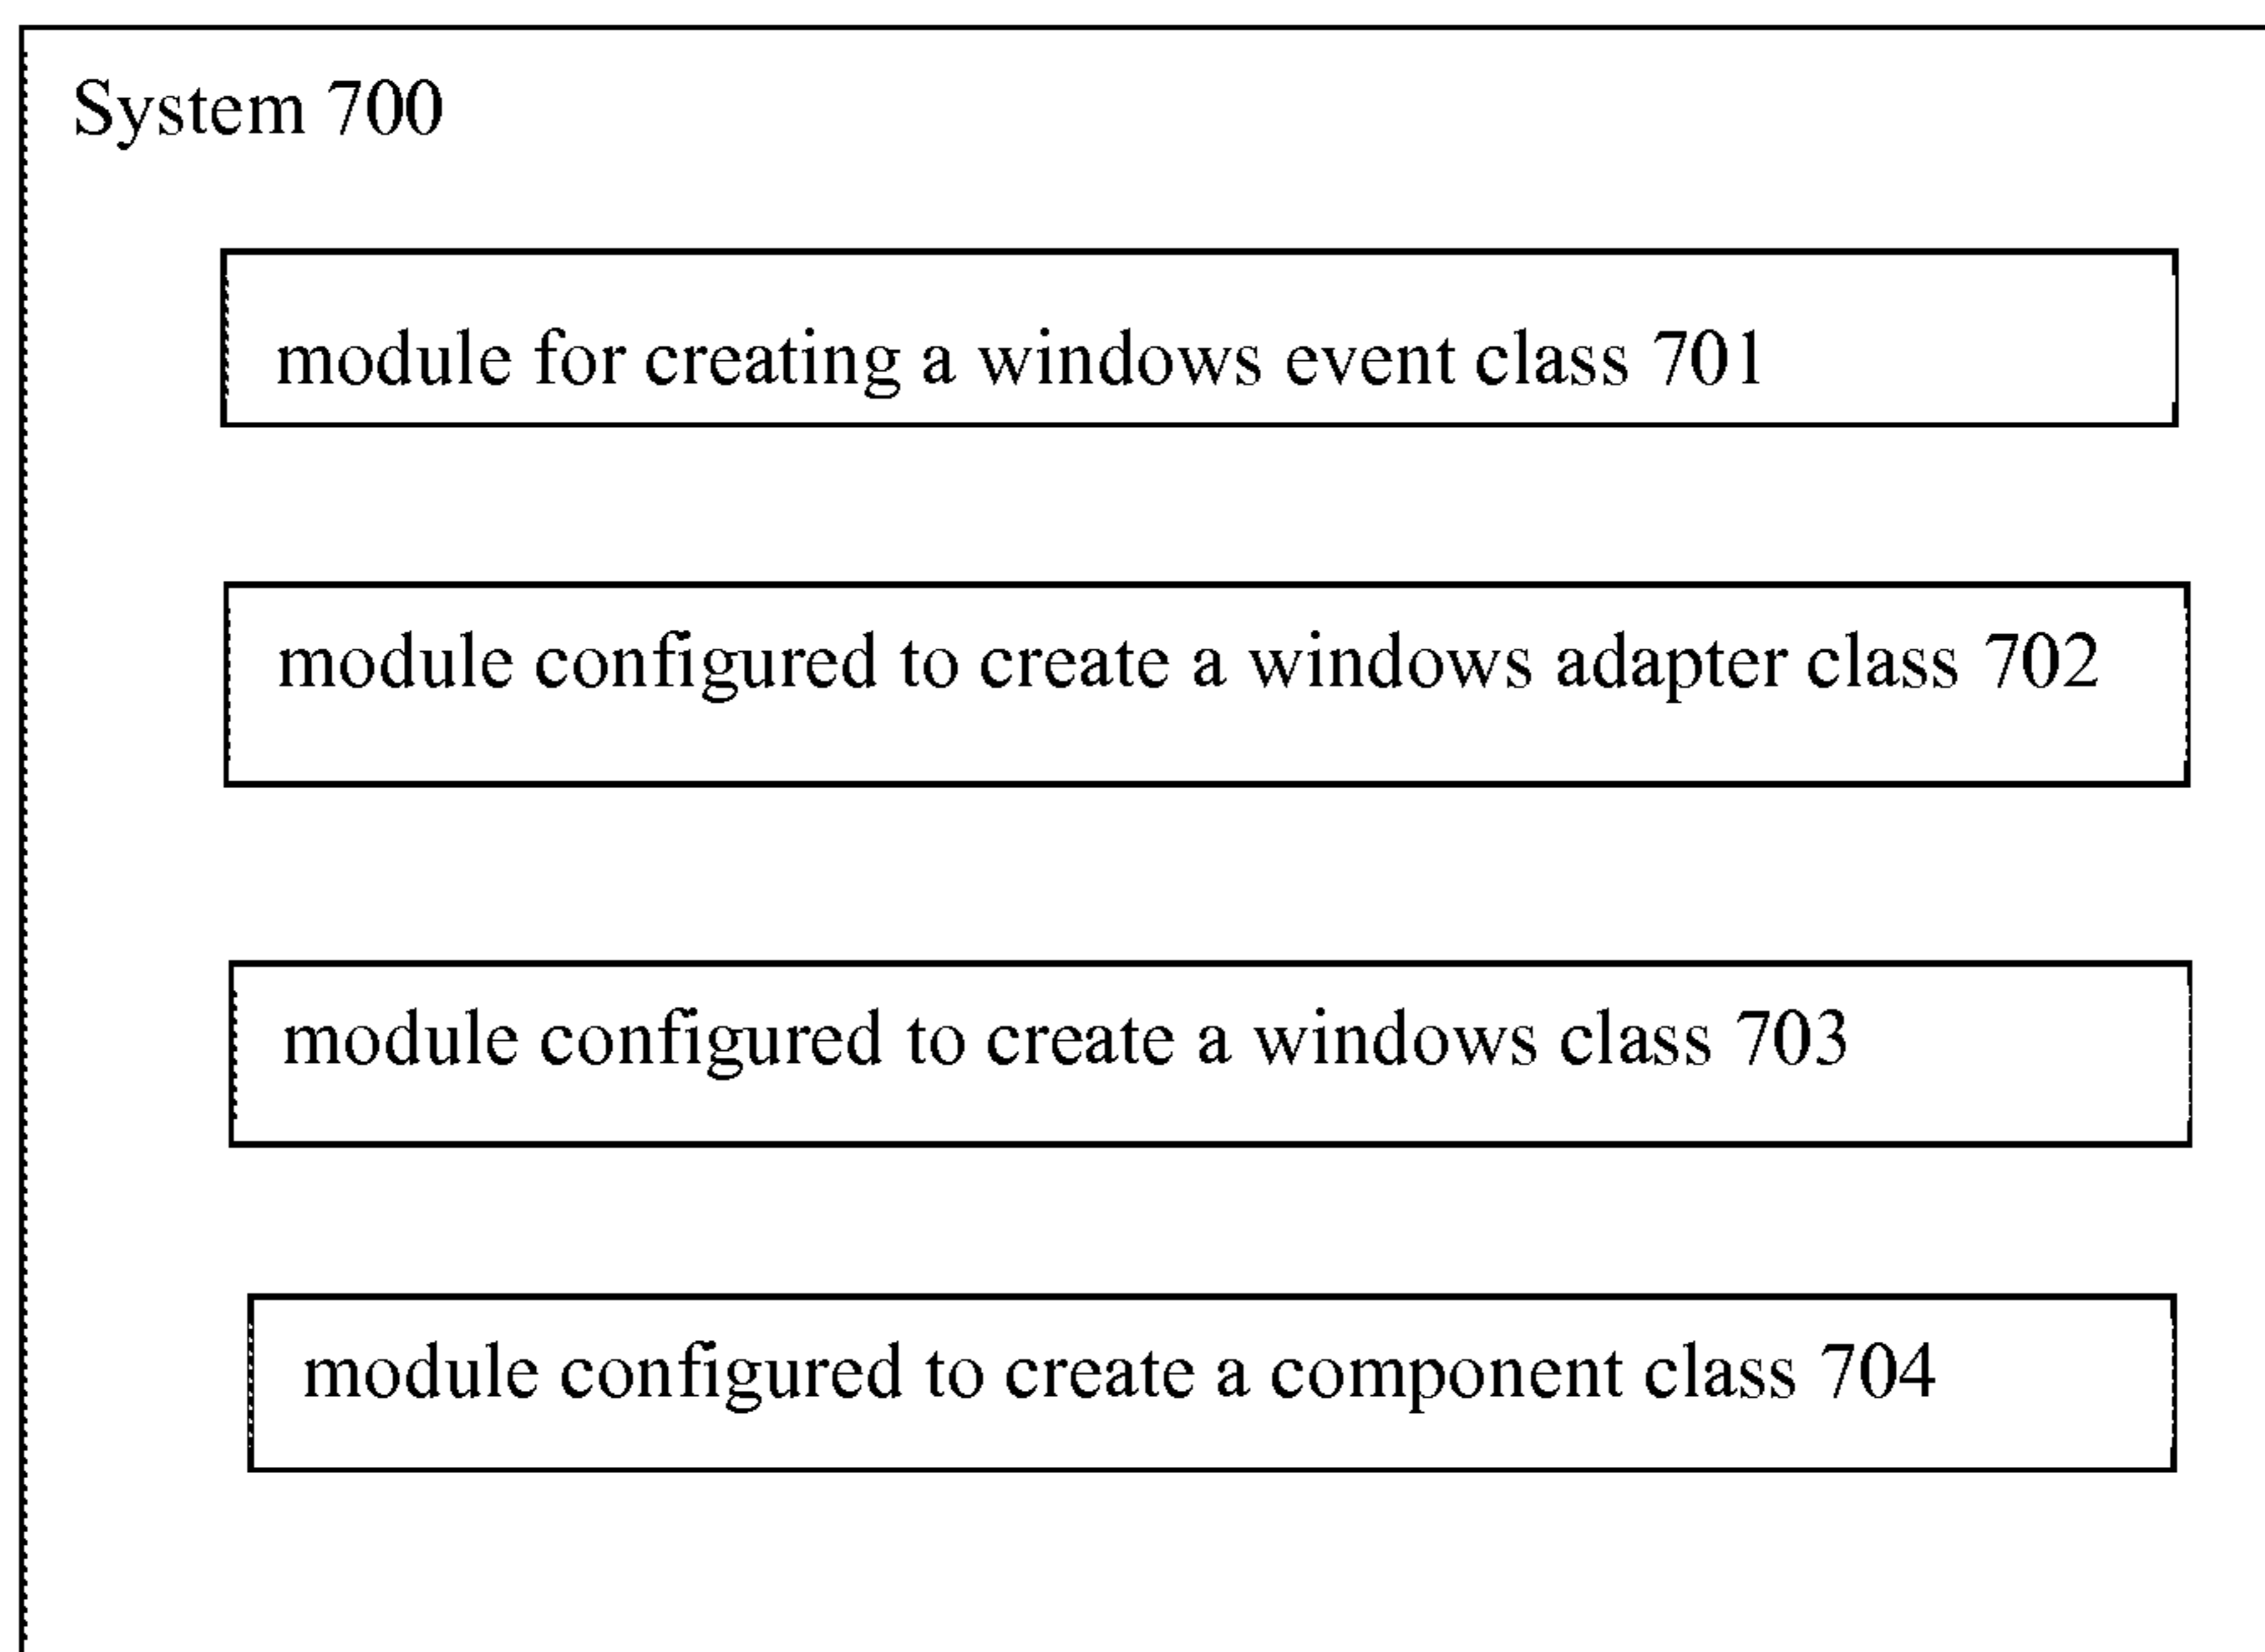 System 700
module for creating a windows event class 701
module configured to create a windows adapter class 702
module configured to create a windows class 703
module configured to create a component class 704